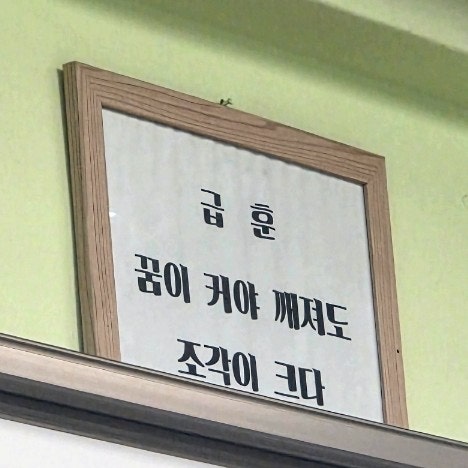 급 훈
꿈이 커야 깨져도
조각이 크다